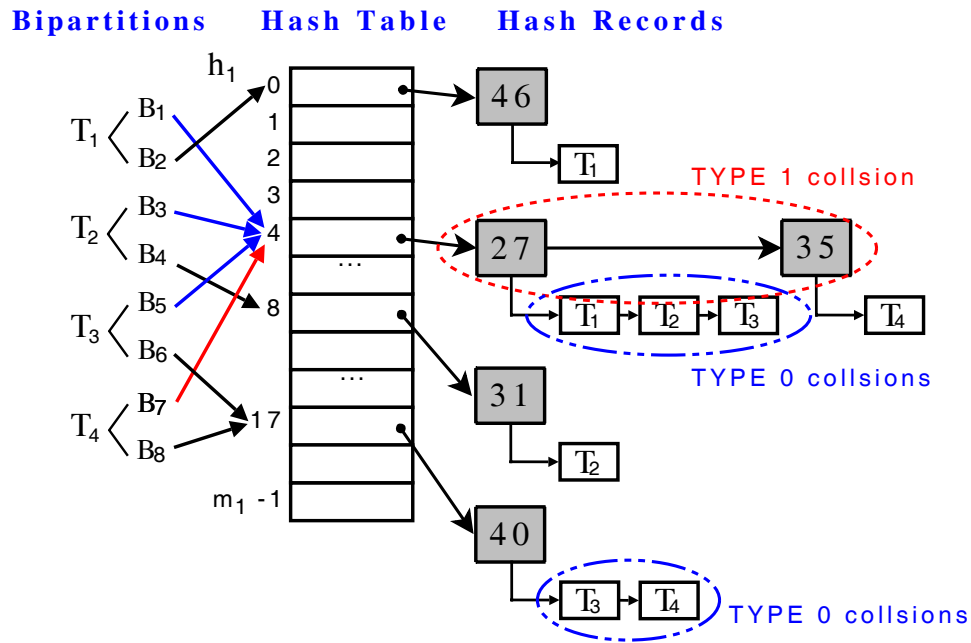 Bipartitions Hash Table Hash Records
h1
0
46
T1 B1
1
B2
2
T1
3
TYPE 1 collsion
T2 B3
4
27
35
B4
...
8
T3 B5
T1 T2 T3
T4
B6
TYPE 0 collsions
...
31
T4 B7
17
B8
T2
m1 -1
40
T3 T4
TYPE 0 collsions